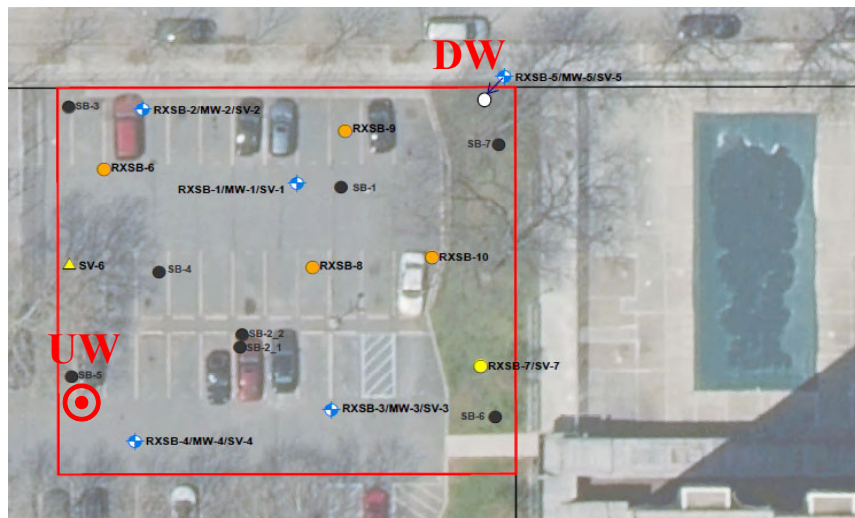 DW
RXSB-5/MW-5/SV-5
SB-3
RXSB-2/MW-2/SV-2
RXSB-9
SB-7
RXSB-6
RXSB-1/MW-1/SV-1
SB-1
SV-6
SB-4
RXSB-8
RXSB-10
SB-2_2
SB-2_1
UW
SB-5
RXSB-7/SV-7
RXSB-3/MW-3/SV-3
SB-6
RXSB-4/MW-4/SV-4